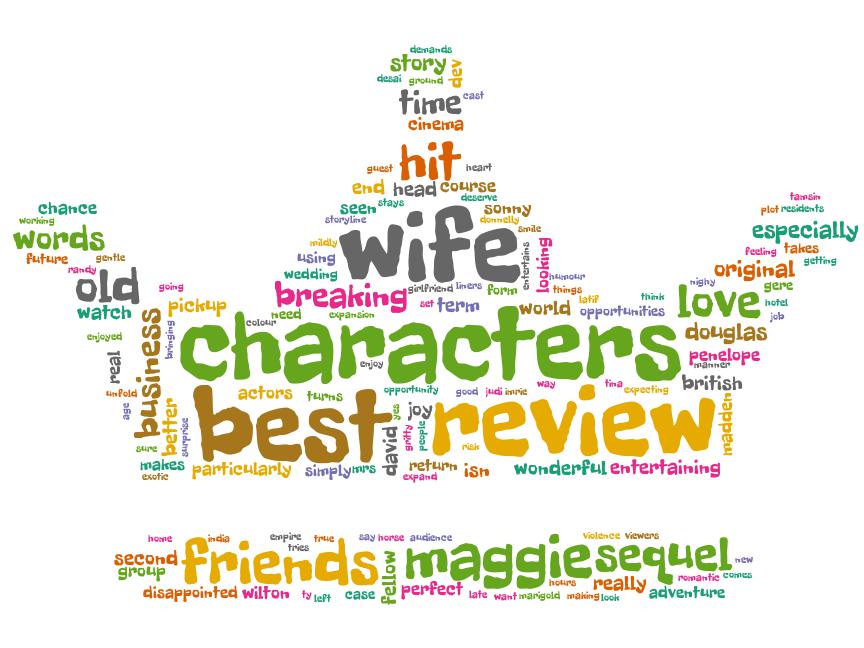 demands
story
dev
desai ground
time cast
cinema
hit
guest heart
end head course
stays deserve
seen sonny
storyline donnelly
wife smile
mildly
using
wedding
entertains
looking
humour
breaking girlfriend liners form things
set term world latif
need expansion opportunities think
chance
working
words
future gentle
randy
old going
watch pickup
enjoyed
real
business
bringing
colour
unfold
age
better
surprise
sure
makes
exotic
tamsin
plot residents
especially
feeling takes
getting
original
nighy gere
love hotel
job
douglas
penelope
manner
british
madden
characters
enjoy
actors turns opportunity good judi imrie way tina expecting
best yes joy review
gritty
people
david
risk
particularly simply mrs return isn wonderful entertaining
expand
home india empire true say horse audience violence viewers
tries
second friends fellow maggie sequel new
group
romantic comes
disappointed wilton ty left case perfect late want marigold hours making look really adventure